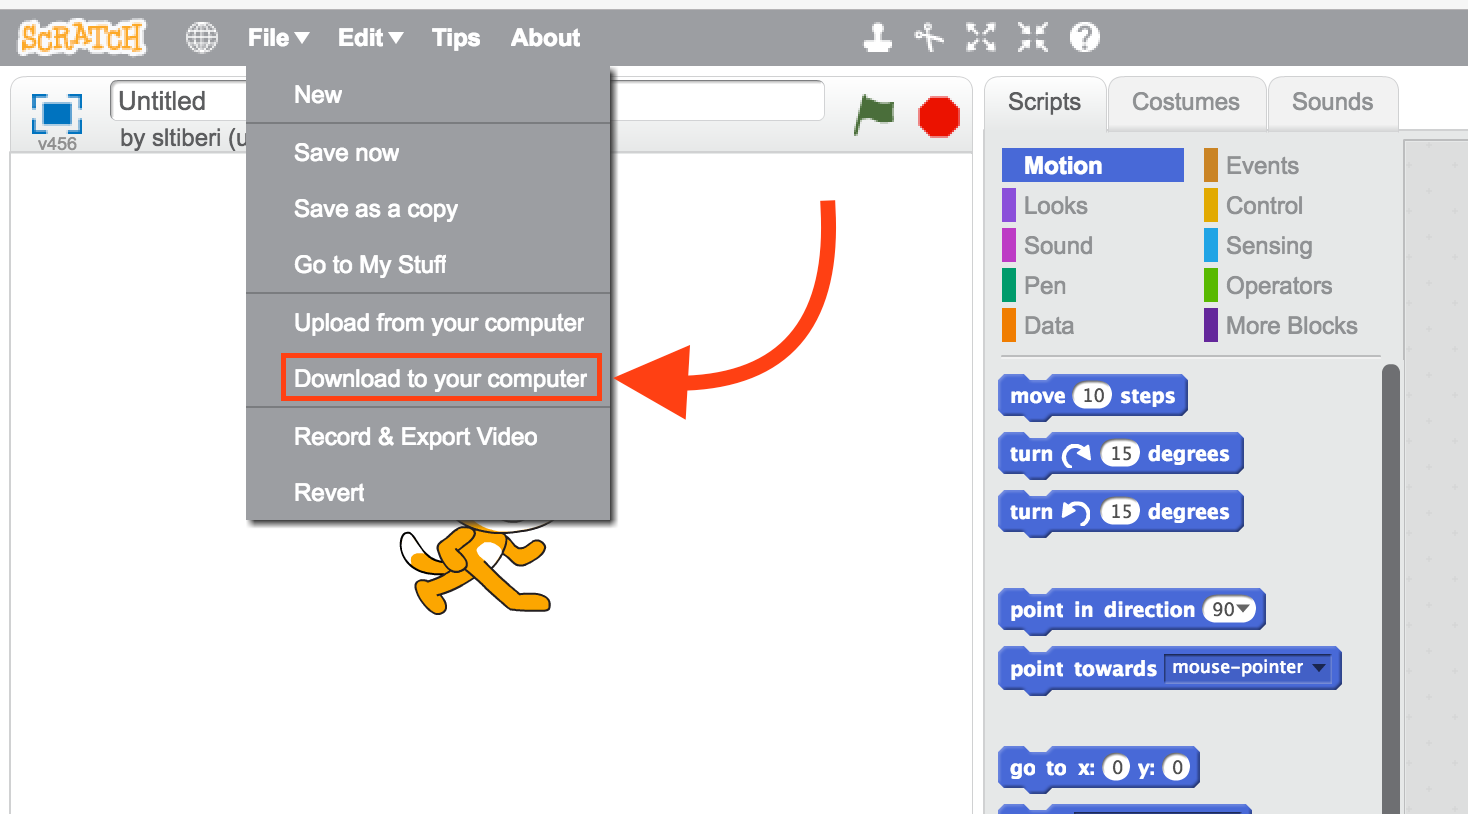 SCRATCH
File Edit Tips About
Untitled
v456
by sltiberi (u
New
Save now
Save as a copy
Go to My Stuff
Upload from your computer
Download to your computer
Record & Export Video
Revert
Scripts Costumes Sounds
Motion Events
Looks Control
Sound Sensing
Pen Operators
Data More Blocks
move 10 steps
turn 15 degrees
turn 15 degrees
point in direction 90
point towards mouse-pointer
go to x: 0 y: 0